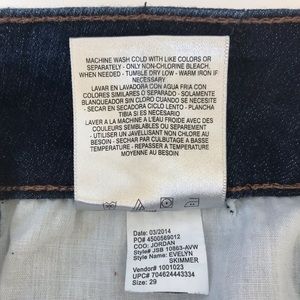 MACHINE WASH COLD WITH LIKE COLORS OR
SEPARATELY - ONLY NON-CHLORINE BLEACH,
WHEN NEEDED - TUMBLE DRY LOW - WARM IRON IF
NECESSARY
LAVAR EN LAVADORA CON AGUA FRIA CON
COLORES SIMILARES O SEPARADO - SOLAMENTE
BLANQUEADOR SIN CLORO CUANDO SE NECESITE -
SECAR EN SECADORA A CICLO BAJO - PLANCHA
TIBIA SI ES NECESARIO
LAVER A LA MACHINE A L'EAU FROIDE AVEC DES
COULEURS SEMBLABLES OU SEPAREMENT
- UTILISER UN JAVELLISANT NON CHLORE AU
BESOIN - SECHAR PAR CULBUTAGE A BASSE
TEMPERATURE - REPASSER A TEMPERATURE
MOYENNE AU BESOIN
Date: 03/2014
PO# 4500569012
COO: JORDAN
Style# JSB 10863-AVW
Style Name: EVELYN
SKIMMER
Vendor# 1001023
UPC# 704624443334
Size: 29